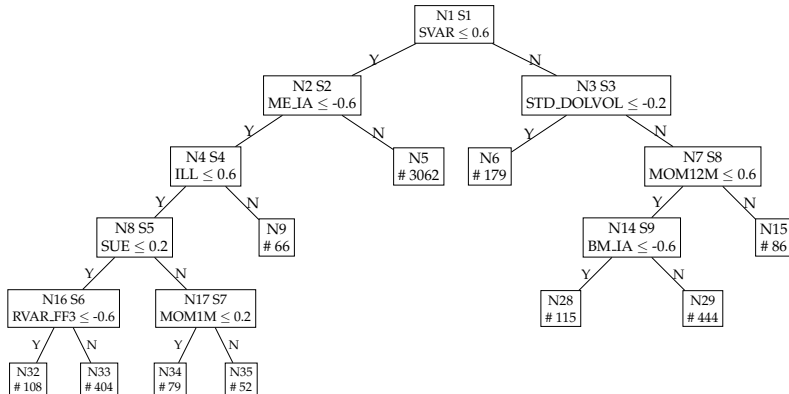 N1 S1
SVAR ≤ 0.6
Y
N
N2 S2
ME_IA ≤ -0.6
N3 S3
STD_DOLVOL ≤ -0.2
Y
N
Y
N
N4 S4
ILL ≤ 0.6
N5
# 3062
N6
# 179
N7 S8
MOM12M ≤ 0.6
Y
N
Y
N
N8 S5
SUE ≤ 0.2
N9
# 66
N14 S9
BM_IA ≤ -0.6
N15
# 86
Y
N
Y
N
N16 S6
RVAR_FF3 ≤ -0.6
N17 S7
MOM1M ≤ 0.2
N28
# 115
N29
# 444
Y
N
Y
N
N32
# 108
N33
# 404
N34
# 79
N35
# 52